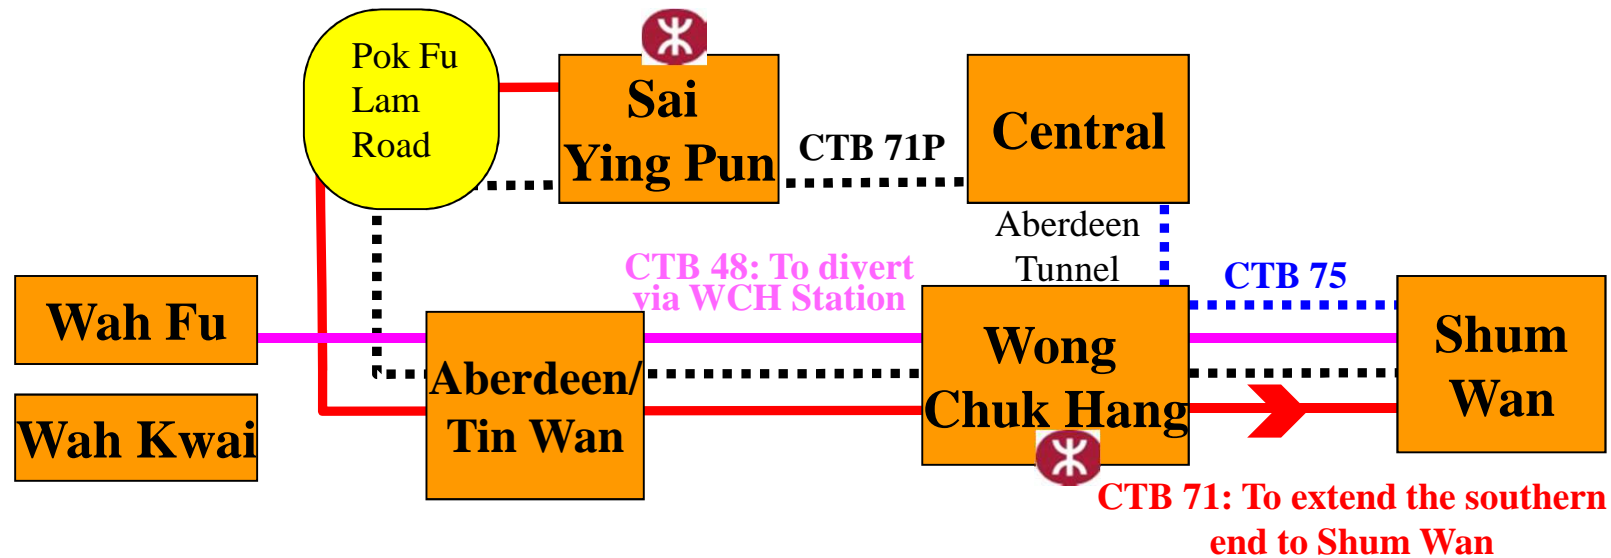 Pok Fu
Lam
Road
Sai
Ying Pun
CTB 71P
Central
Aberdeen
Tunnel
CTB 48: To divert
via WCH Station
CTB 75
Wah Fu
Wah Kwai
Aberdeen/
Tin Wan
Wong
Chuk Hang
Shum
Wan
CTB 71: To extend the southern
end to Shum Wan